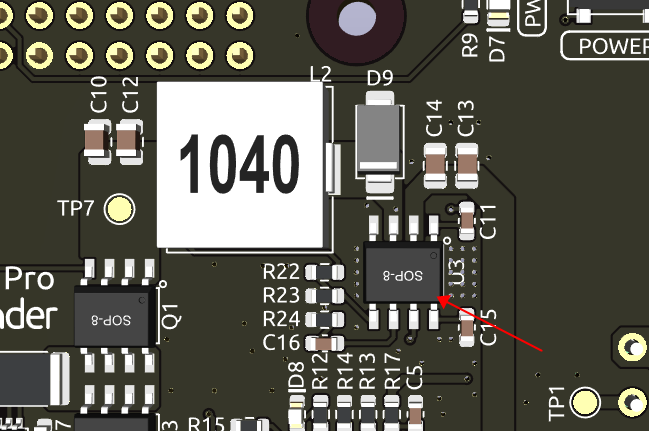 R9
D7
PW
POWER
C10
C12
L2
D9
C14
C13
1040
TP7
C11
Pro
SOP-8
U3
R22
R23
R24
C16
C15
ader
SOP-8
Q1
D8
R12
R14
R13
R17
C5
TP1
R15